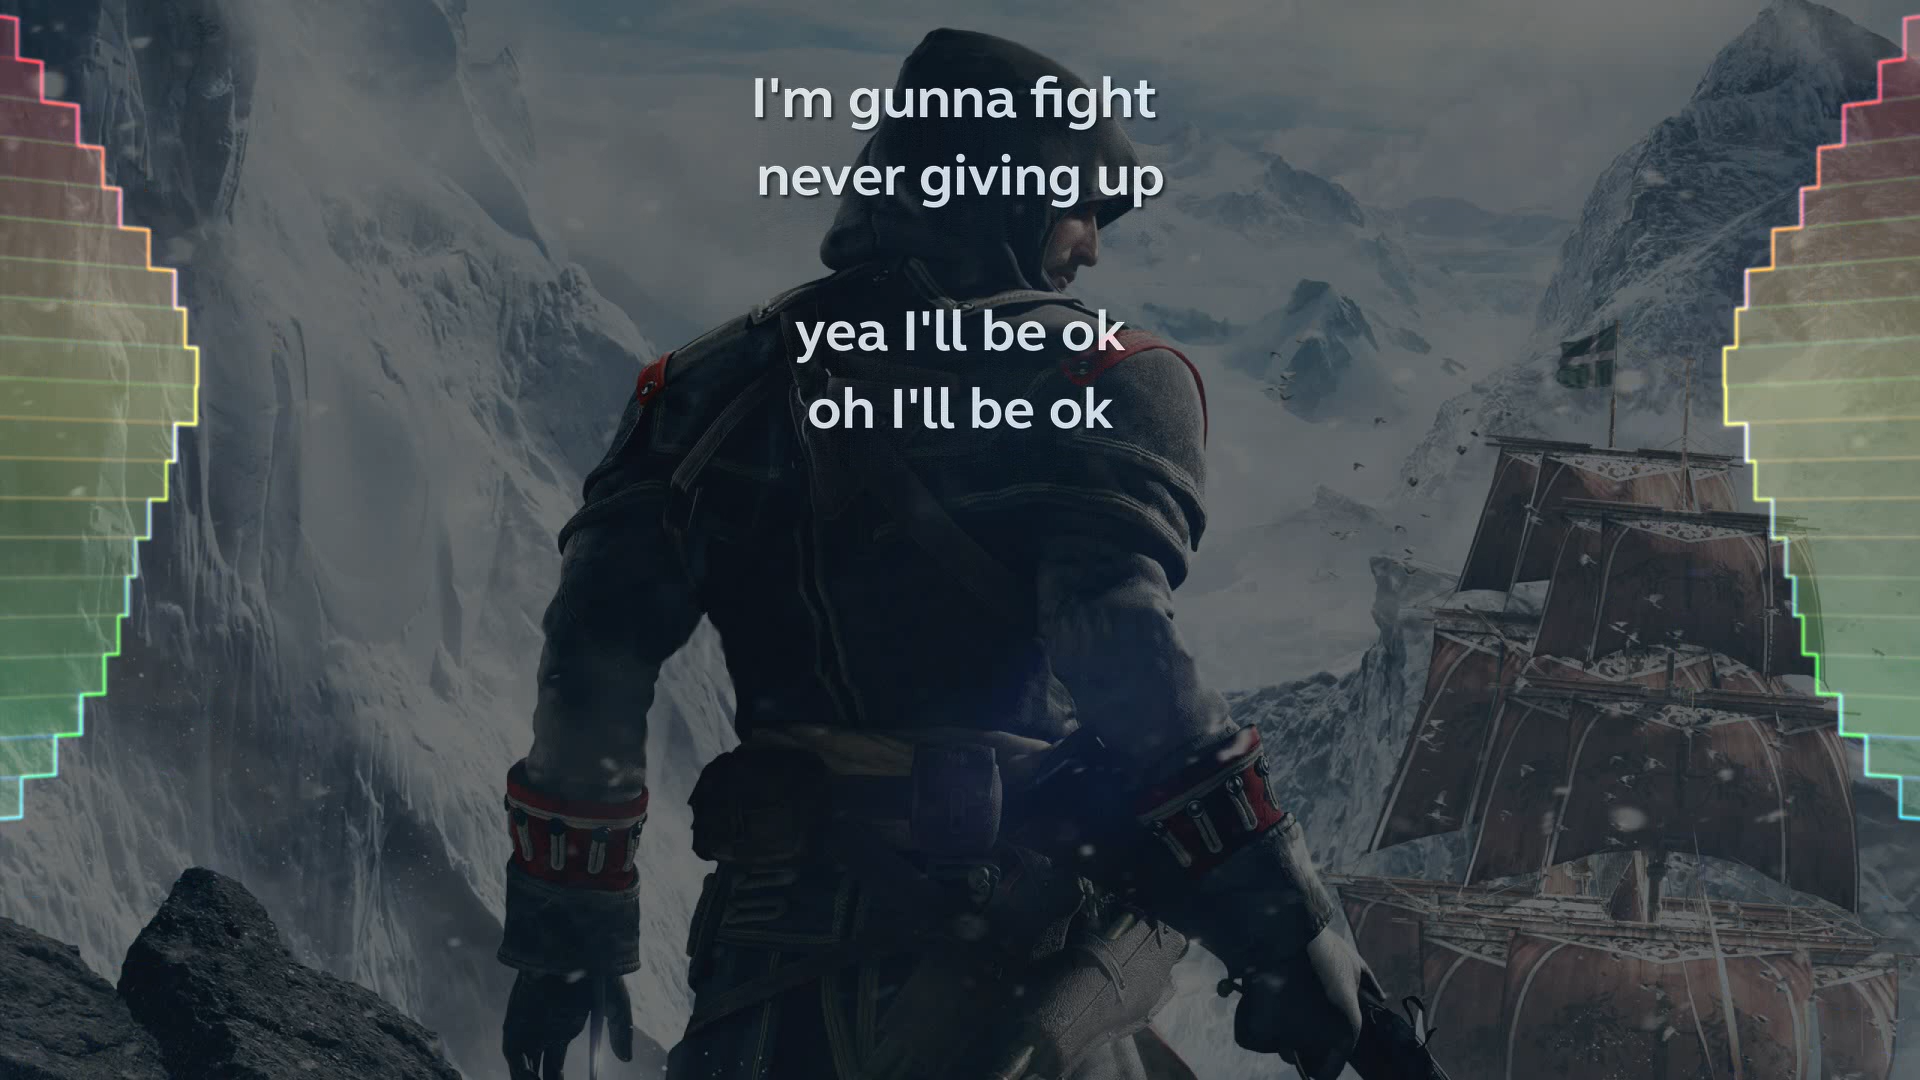 I'm gunna fight
never giving up
yea I'll be ok
oh I'll be ok